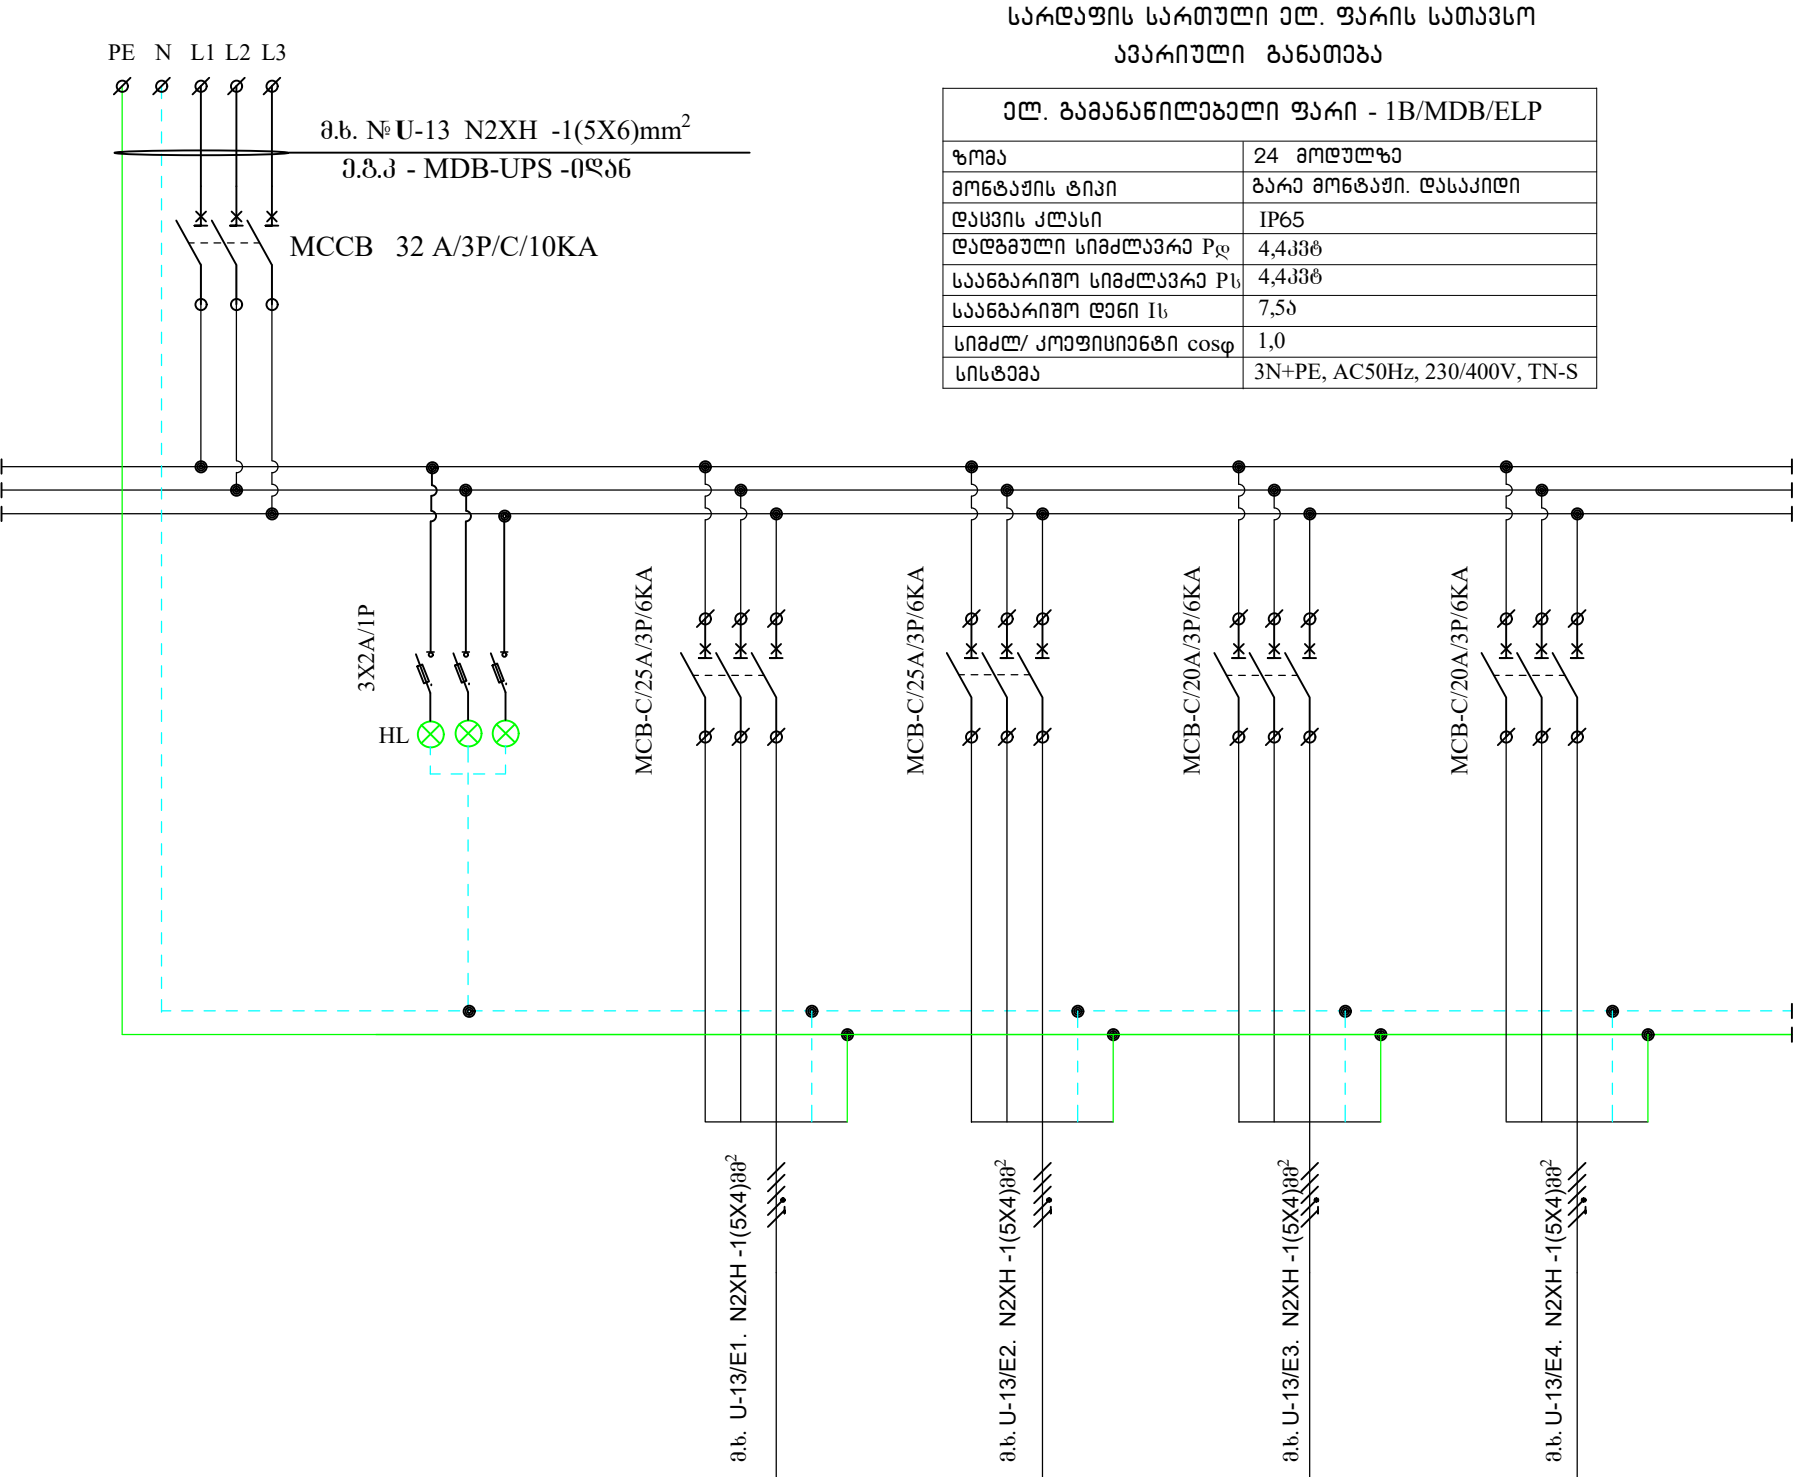 სარდაფის სართული ელ. ფარის სათავსო
ავარიული განათება
PE N L1 L2 L3
მ.ხ. №U-13 N2XH -1(5X6)mm²
ე.გ.კ - MDB-UPS -იდან
MCCB 32 A/3P/C/10KA
ელ. გამანაწილებელი ფარი - 1B/MDB/ELP
ზომა 24 მოდულზე
მონტაჟის ტიპი გარე მონტაჟი. დასაკიდი
დაცვის კლასი IP65
დადგმული სიმძლავრე Pდ 4,4კვტ
საანგარიშო სიმძლავრე Pს 4,4კვტ
საანგარიშო დენი Iს 7,5ა
სიმძლ/ კოეფიციენტი cosφ 1,0
სისტემა 3N+PE, AC50Hz, 230/400V, TN-S
3X2A/1P
HL
MCB-C/25A/3P/6KA
MCB-C/25A/3P/6KA
MCB-C/20A/3P/6KA
MCB-C/20A/3P/6KA
მ.ხ. U-13/E1. N2XH -1(5X4)მმ²
მ.ხ. U-13/E2. N2XH -1(5X4)მმ²
მ.ხ. U-13/E3. N2XH -1(5X4)მმ²
მ.ხ. U-13/E4. N2XH -1(5X4)მმ²